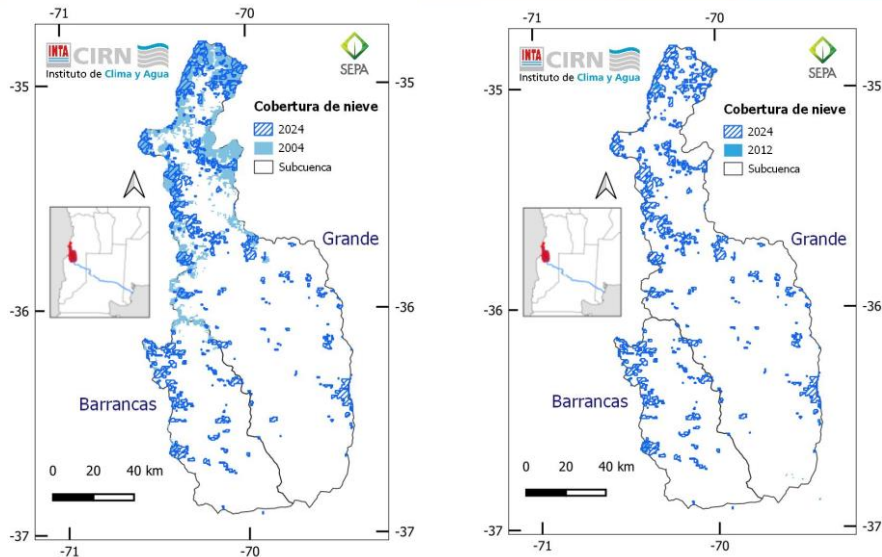 -71
-70
INTA
CIRN
Instituto de Clima y Agua
SEPA
-35
-35
Cobertura de nieve
2024
2004
Subcuenca
Grande
-36
-36
Barrancas
0 20 40 km
-37
-37
-71
-70
-71
-70
INTA
CIRN
Instituto de Clima y Agua
SEPA
-35
-35
Cobertura de nieve
2024
2012
Subcuenca
Grande
-36
-36
Barrancas
0 20 40 km
-37
-37
-71
-70